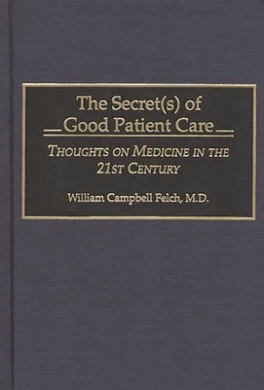 The Secret(s) of
Good Patient Care
THOUGHTS ON MEDICINE IN THE
21ST CENTURY
William Campbell Felch, M.D.